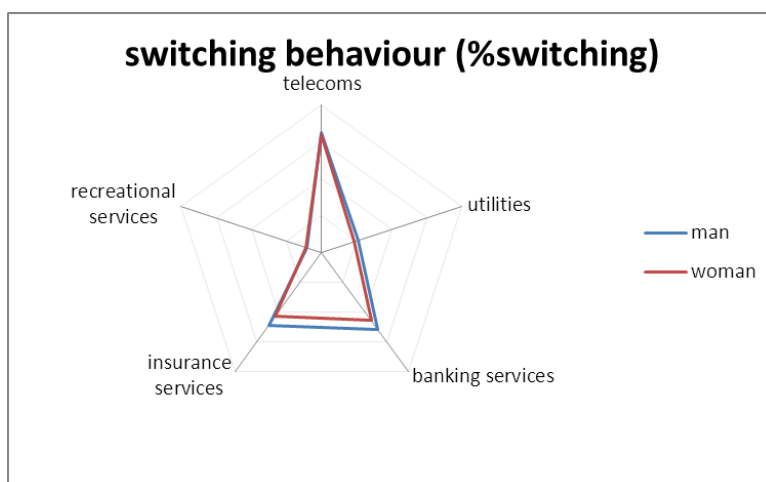 switching behaviour (%switching)
telecoms
recreational
services
utilities
man
woman
insurance
services
banking services